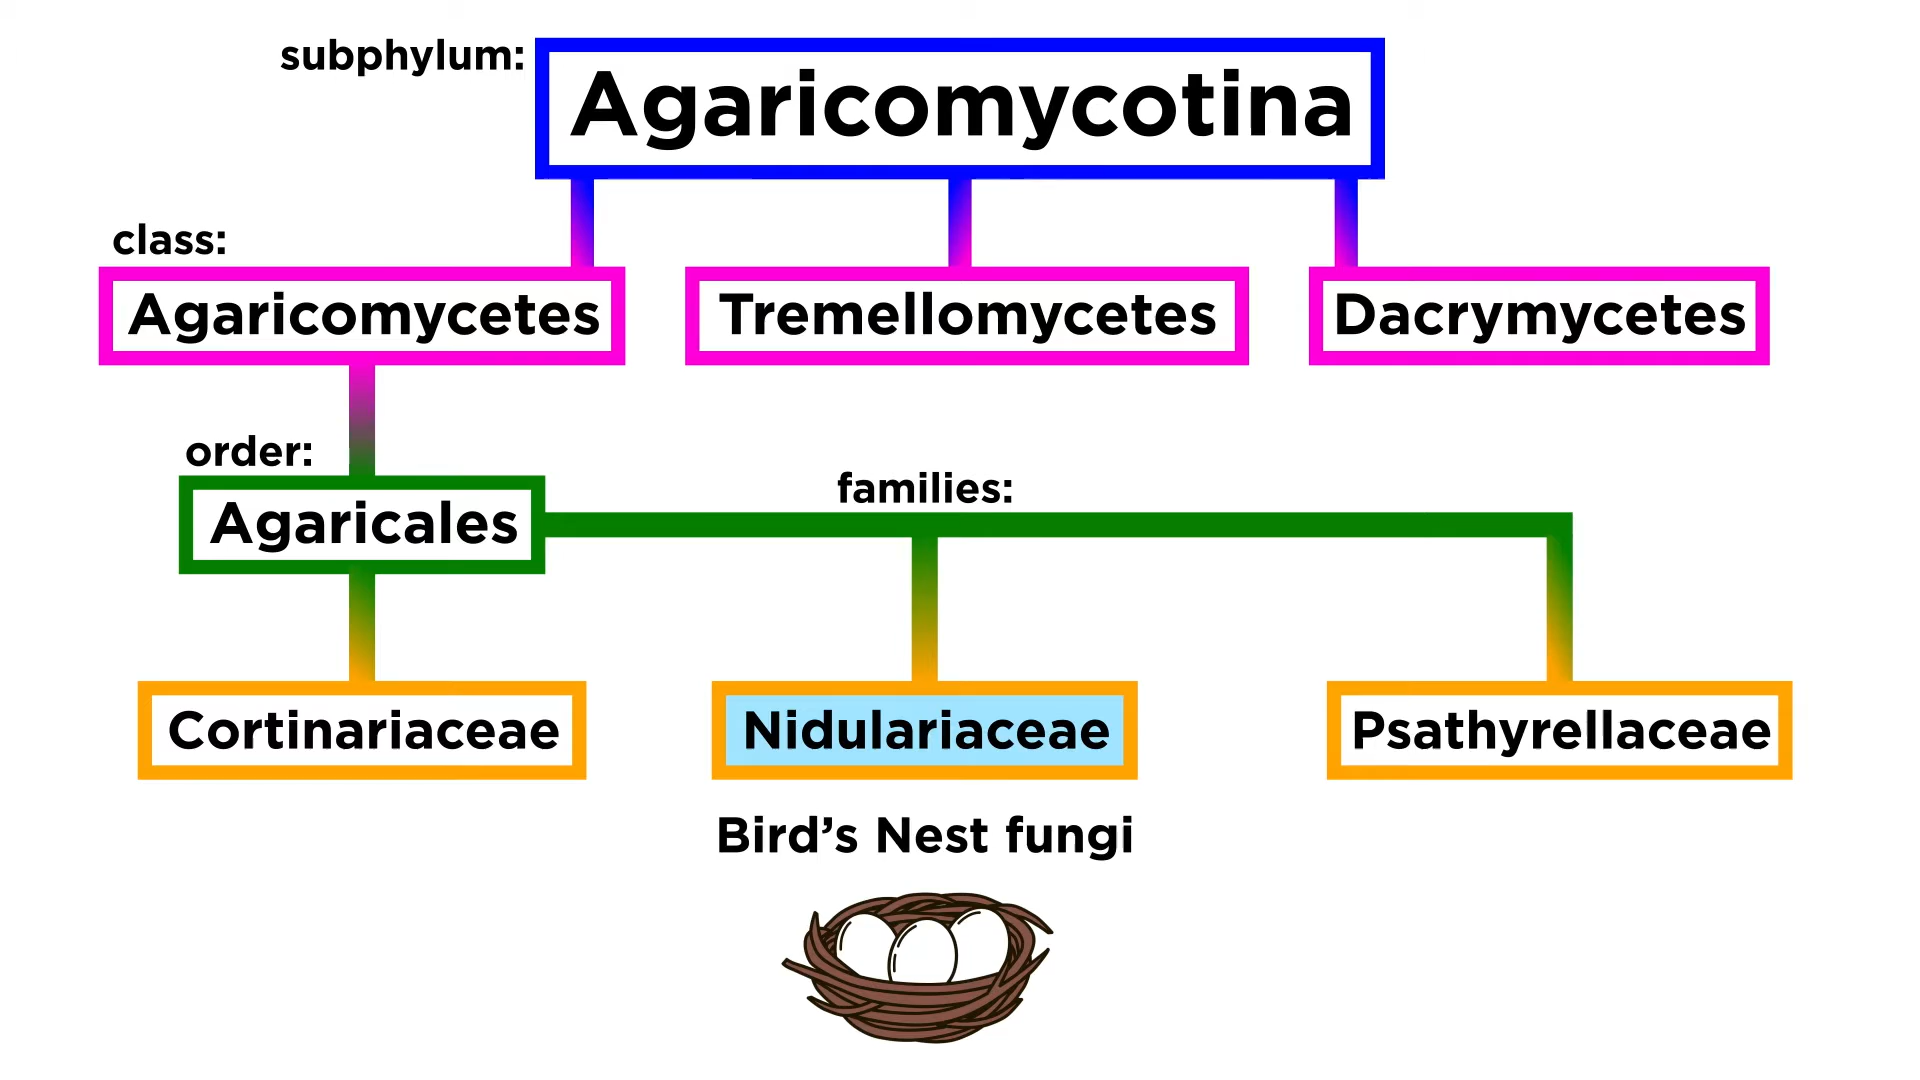 subphylum:
Agaricomycotina
class:
Agaricomycetes
Tremellomycetes
Dacrymycetes
order:
families:
Agaricales
Cortinariaceae
Nidulariaceae
Psathyrellaceae
Bird’s Nest fungi